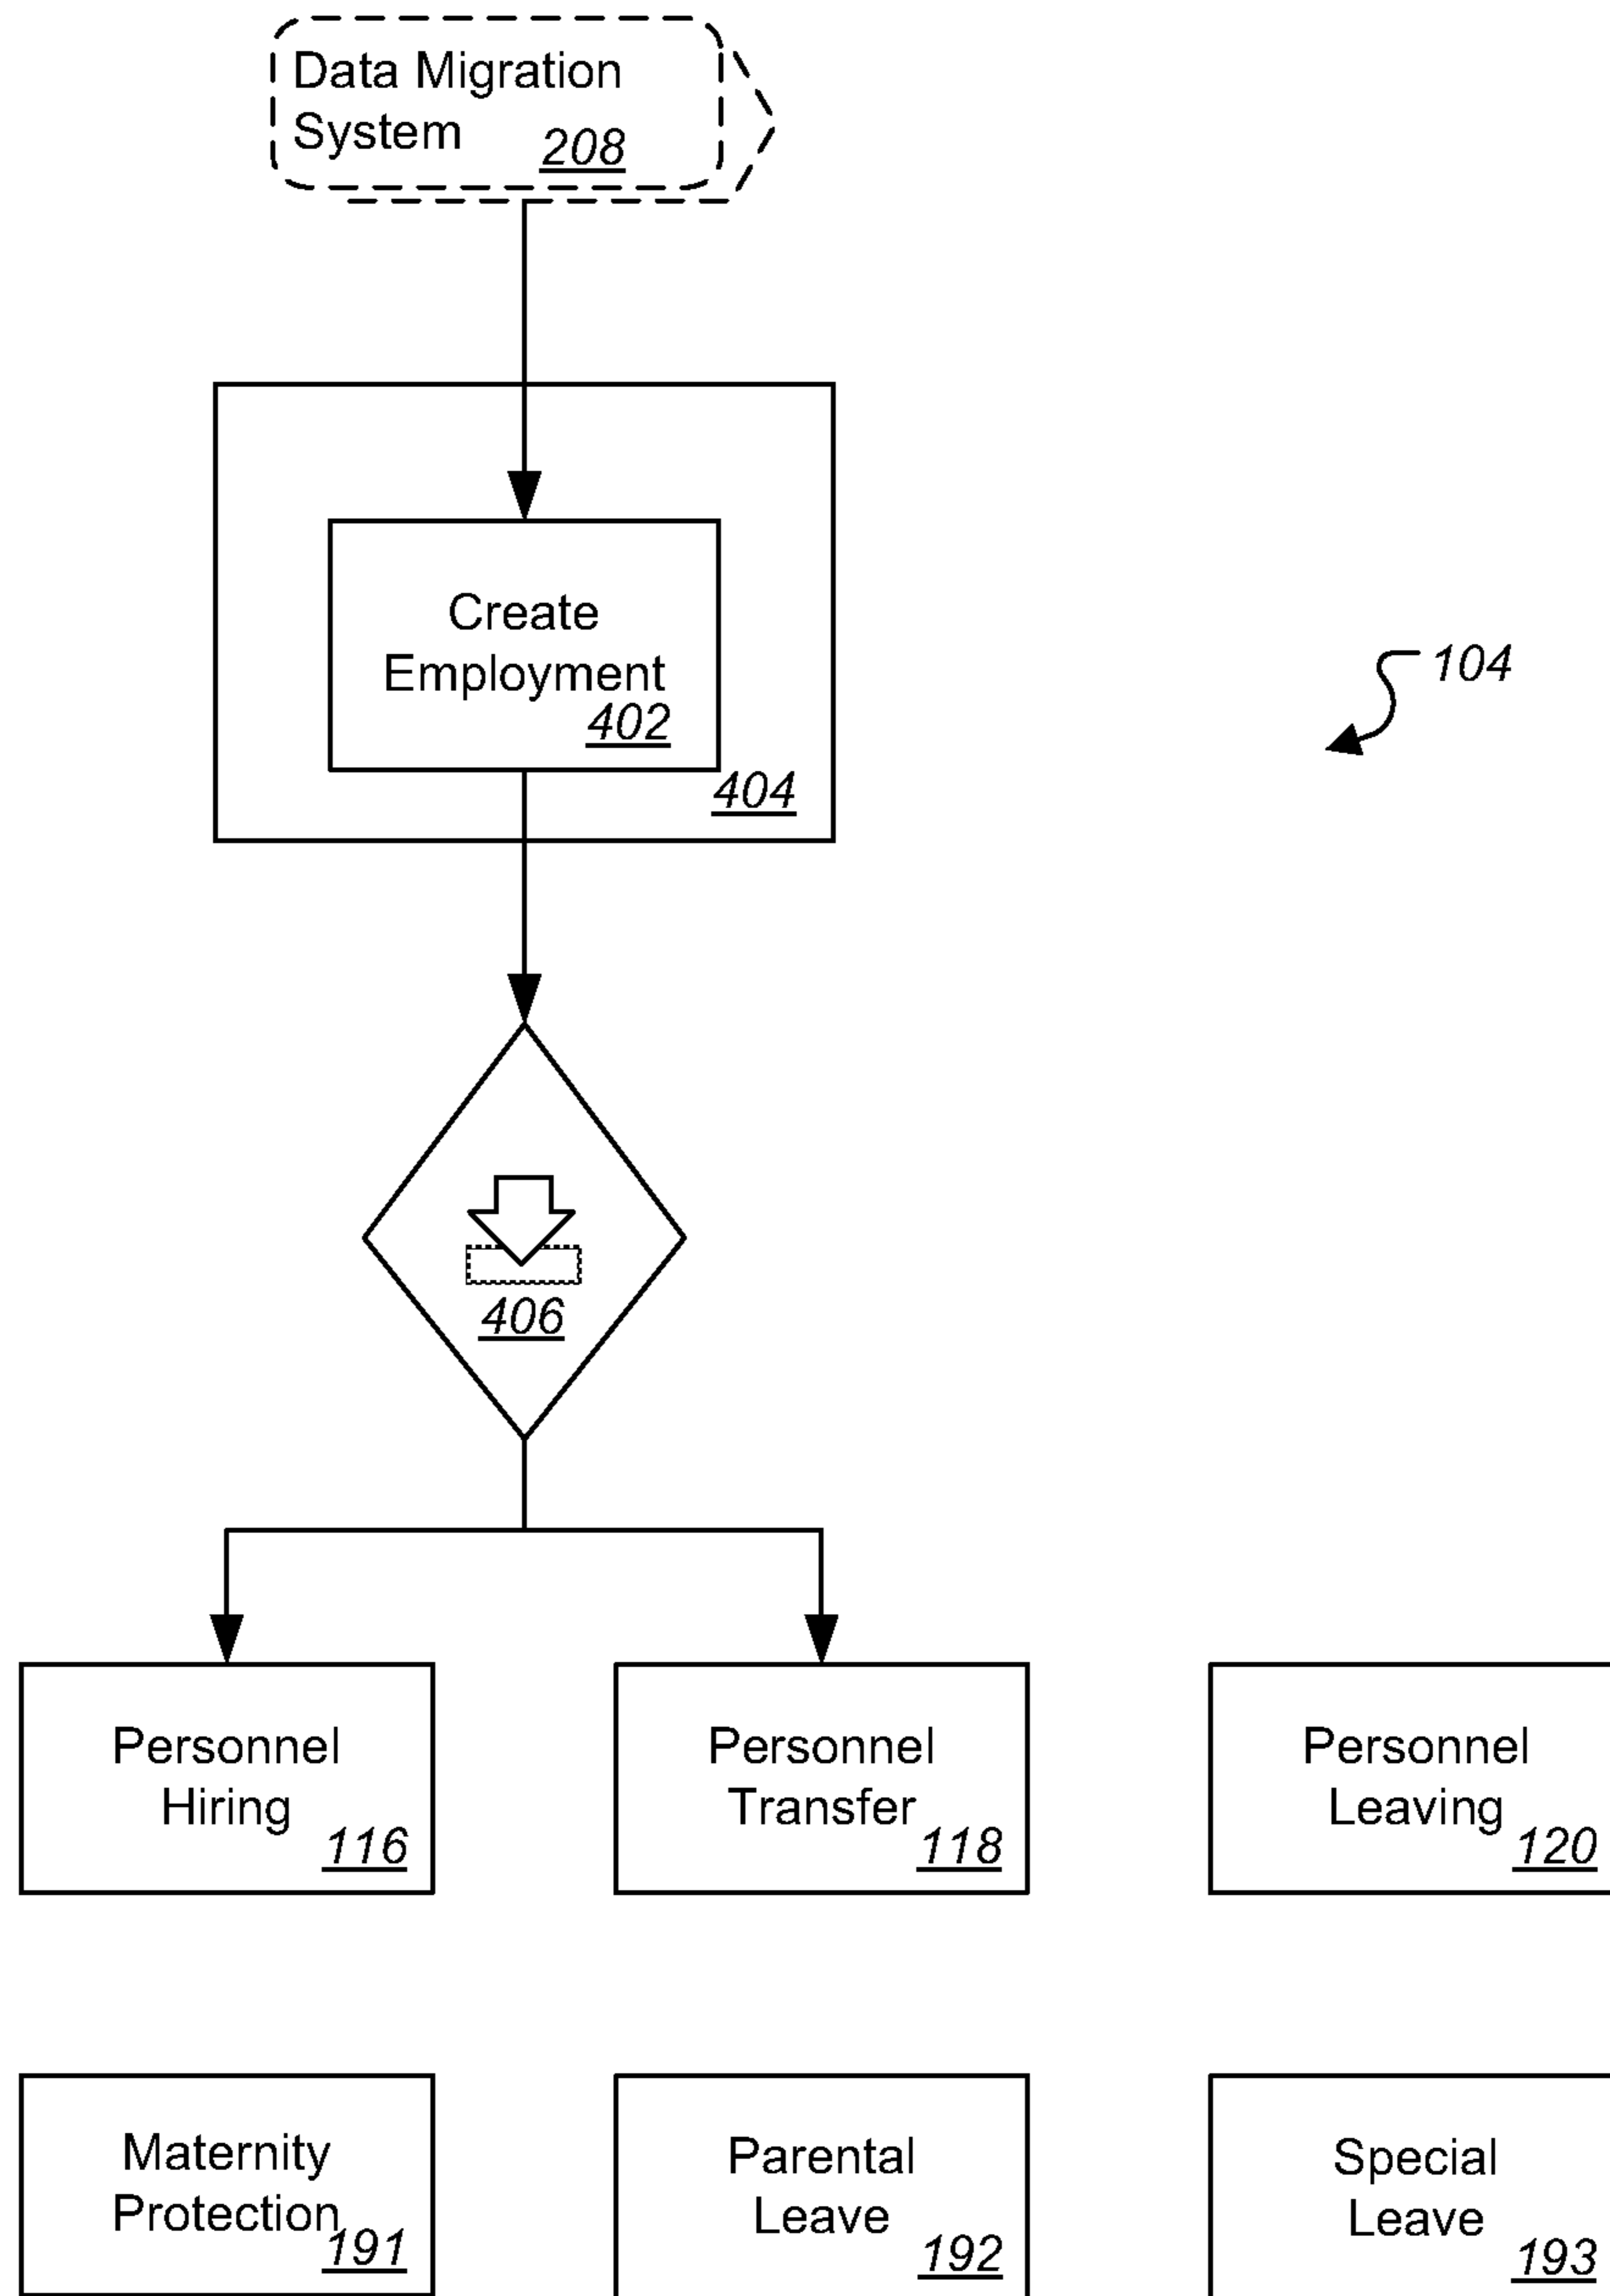 Data Migration
System 208
Create
Employment
402
404
104
406
Personnel
Hiring
116
Personnel
Transfer
118
Personnel
Leaving
120
Maternity
Protection
191
Parental
Leave
192
Special
Leave
193